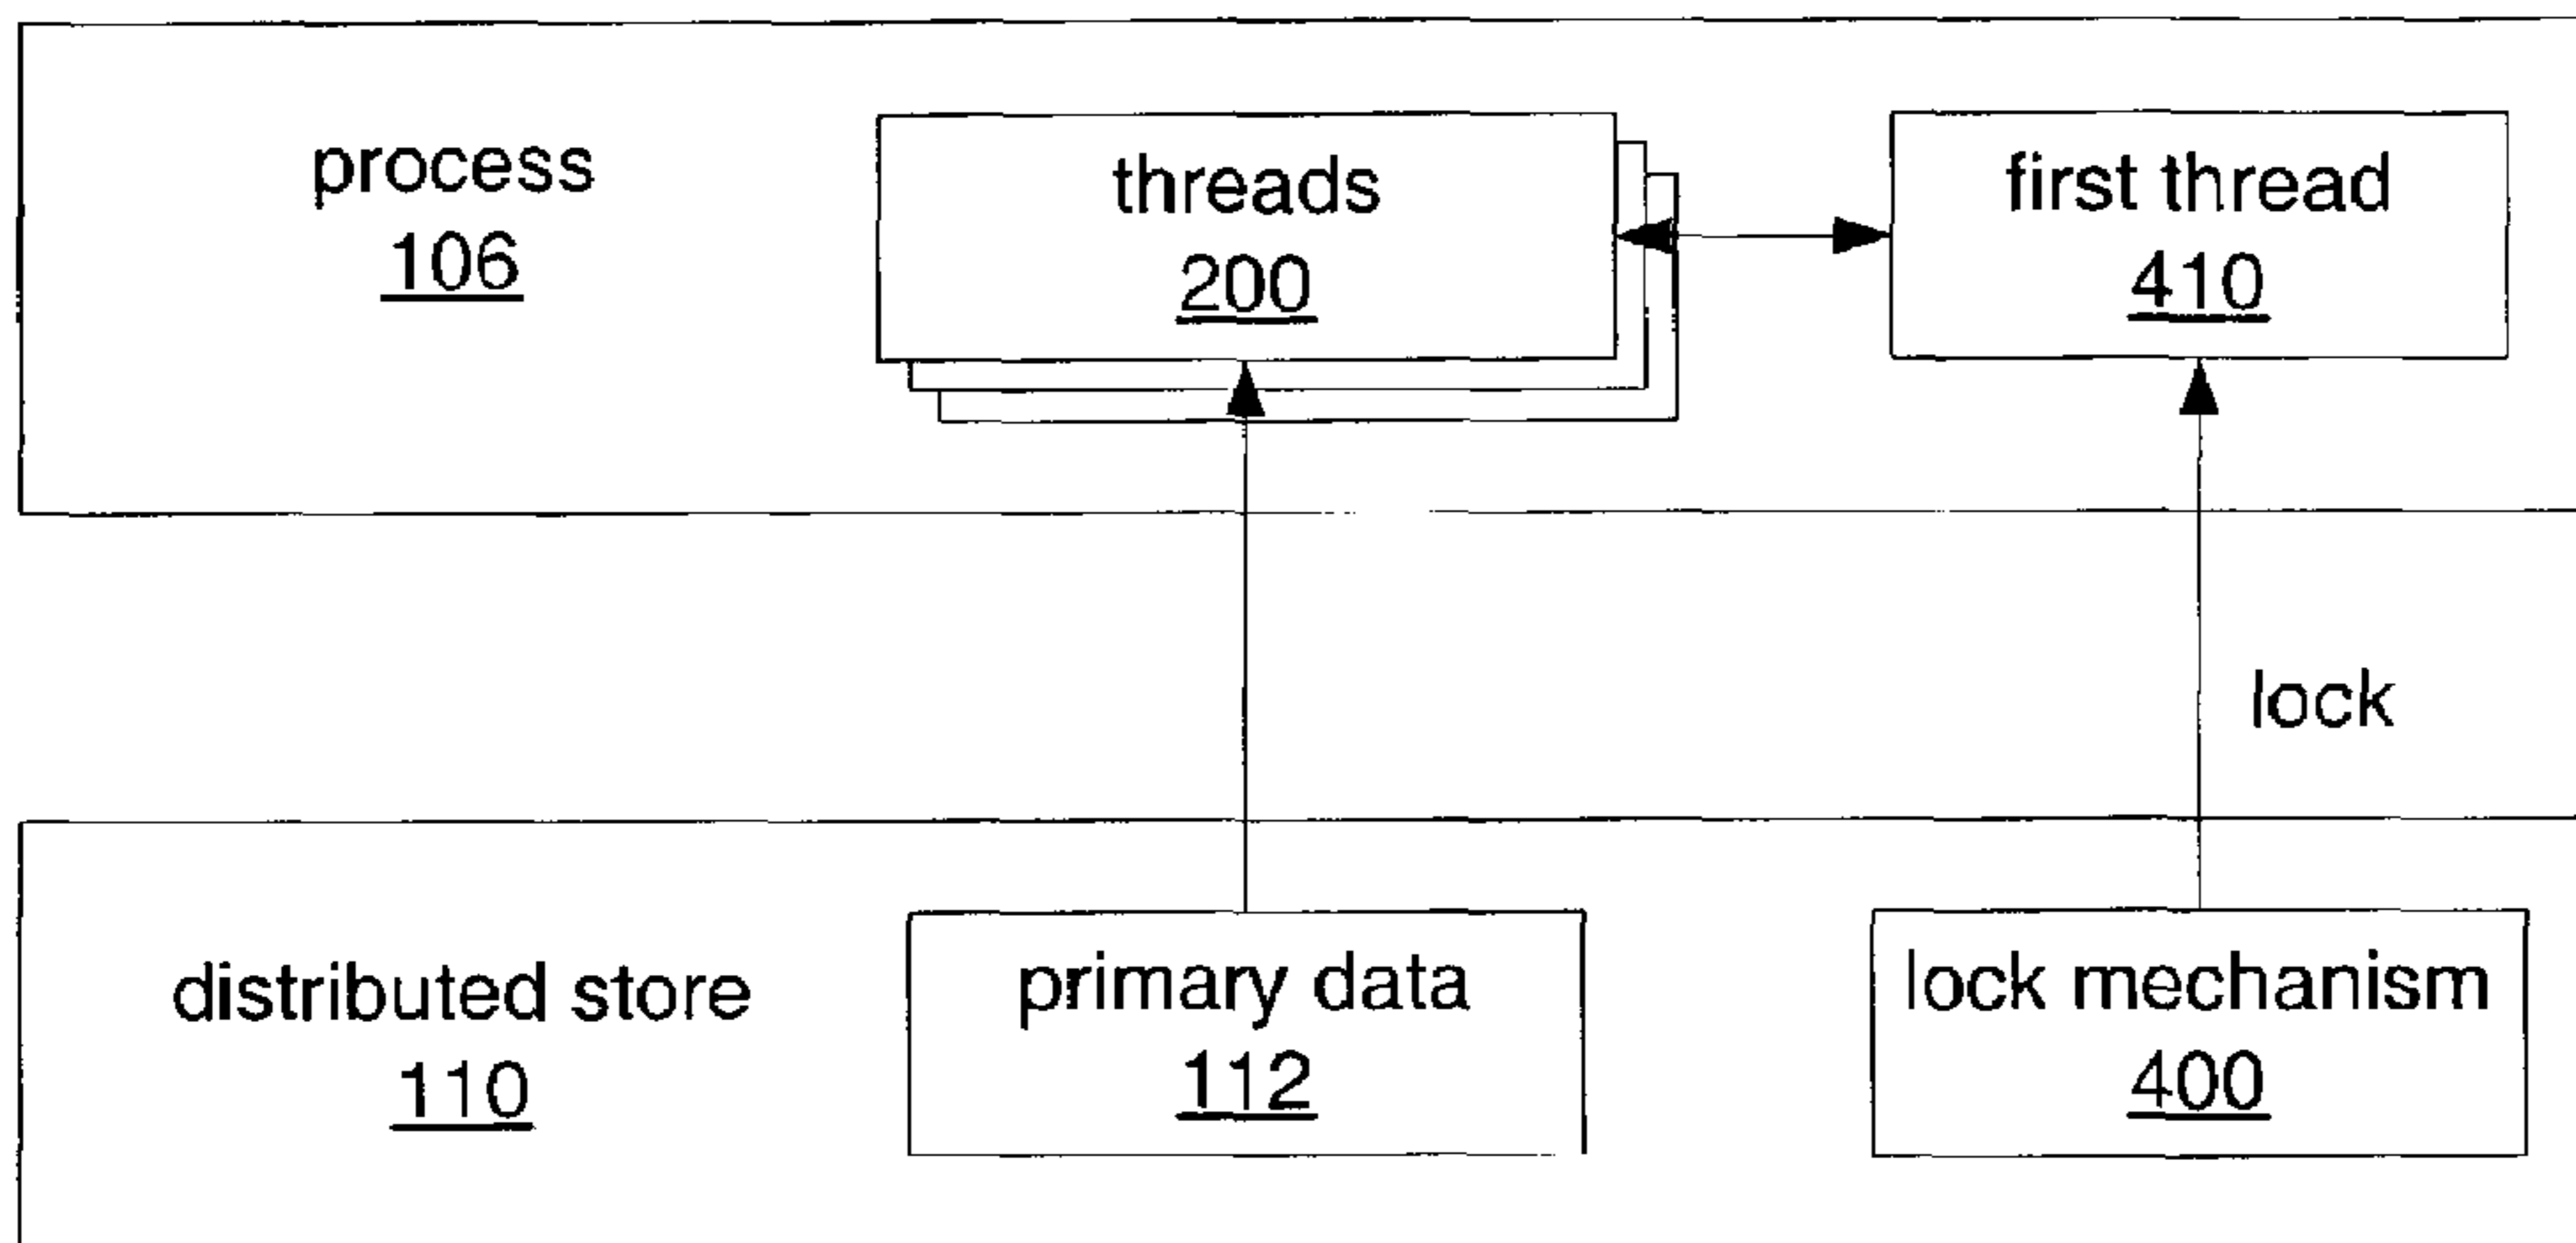 process
106
threads
200
first thread
410
lock
distributed store
110
primary data
112
lock mechanism
400